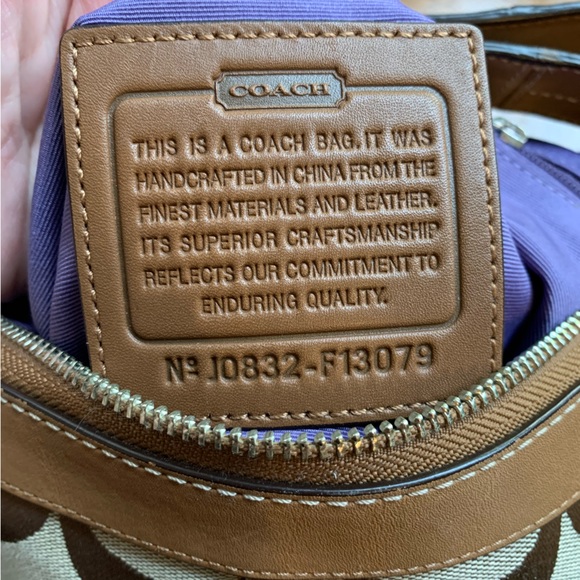 COACH
THIS IS A COACH BAG. IT WAS
HANDCRAFTED IN CHINA FROM THE
FINEST MATERIALS AND LEATHER.
ITS SUPERIOR CRAFTSMANSHIP
REFLECTS OUR COMMITMENT TO
ENDURING QUALITY.
Nº J0832-F13079